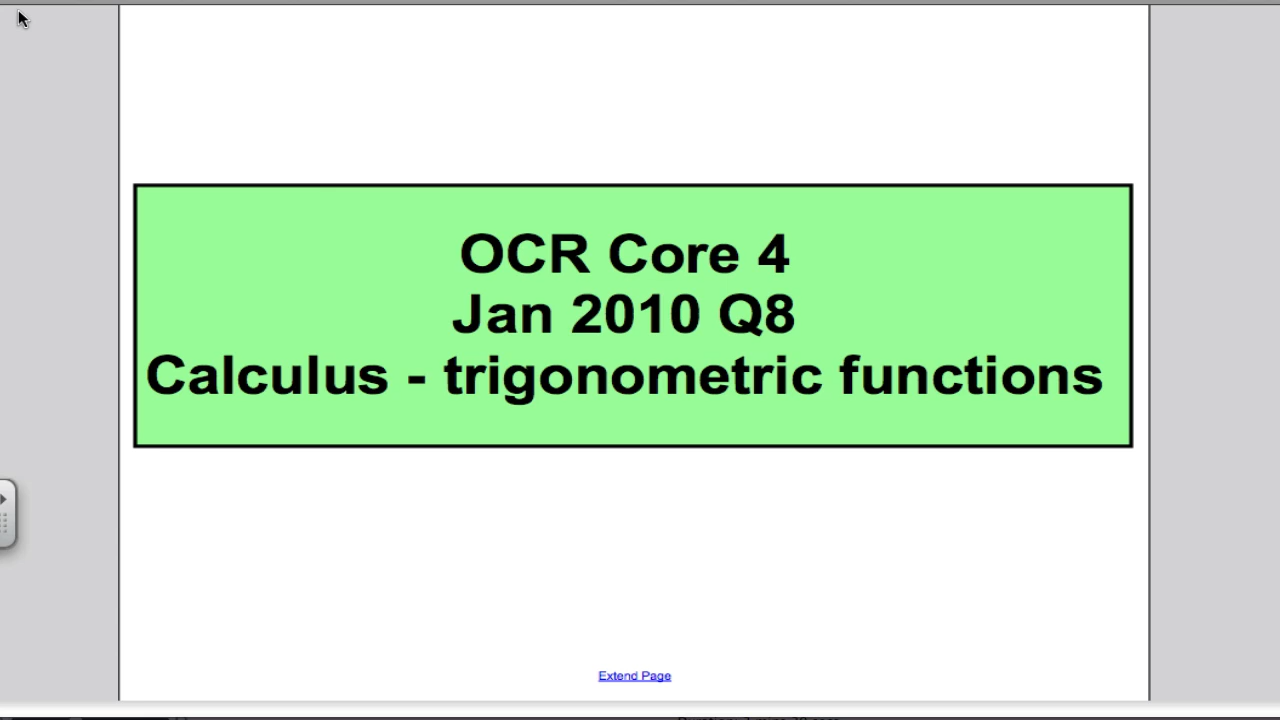 OCR Core 4
Jan 2010 Q8
Calculus - trigonometric functions
Extend Page